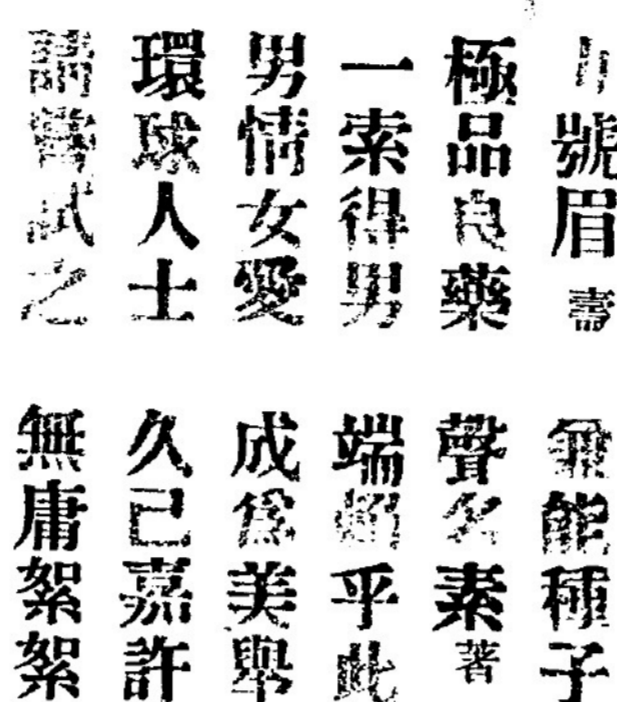 號眉壽 能種子
極品良藥 聲名素著
一索得男 端賴乎此
男情女愛 成爲美舉
環球人士 久己嘉許
請嘗試之 無庸絮絮